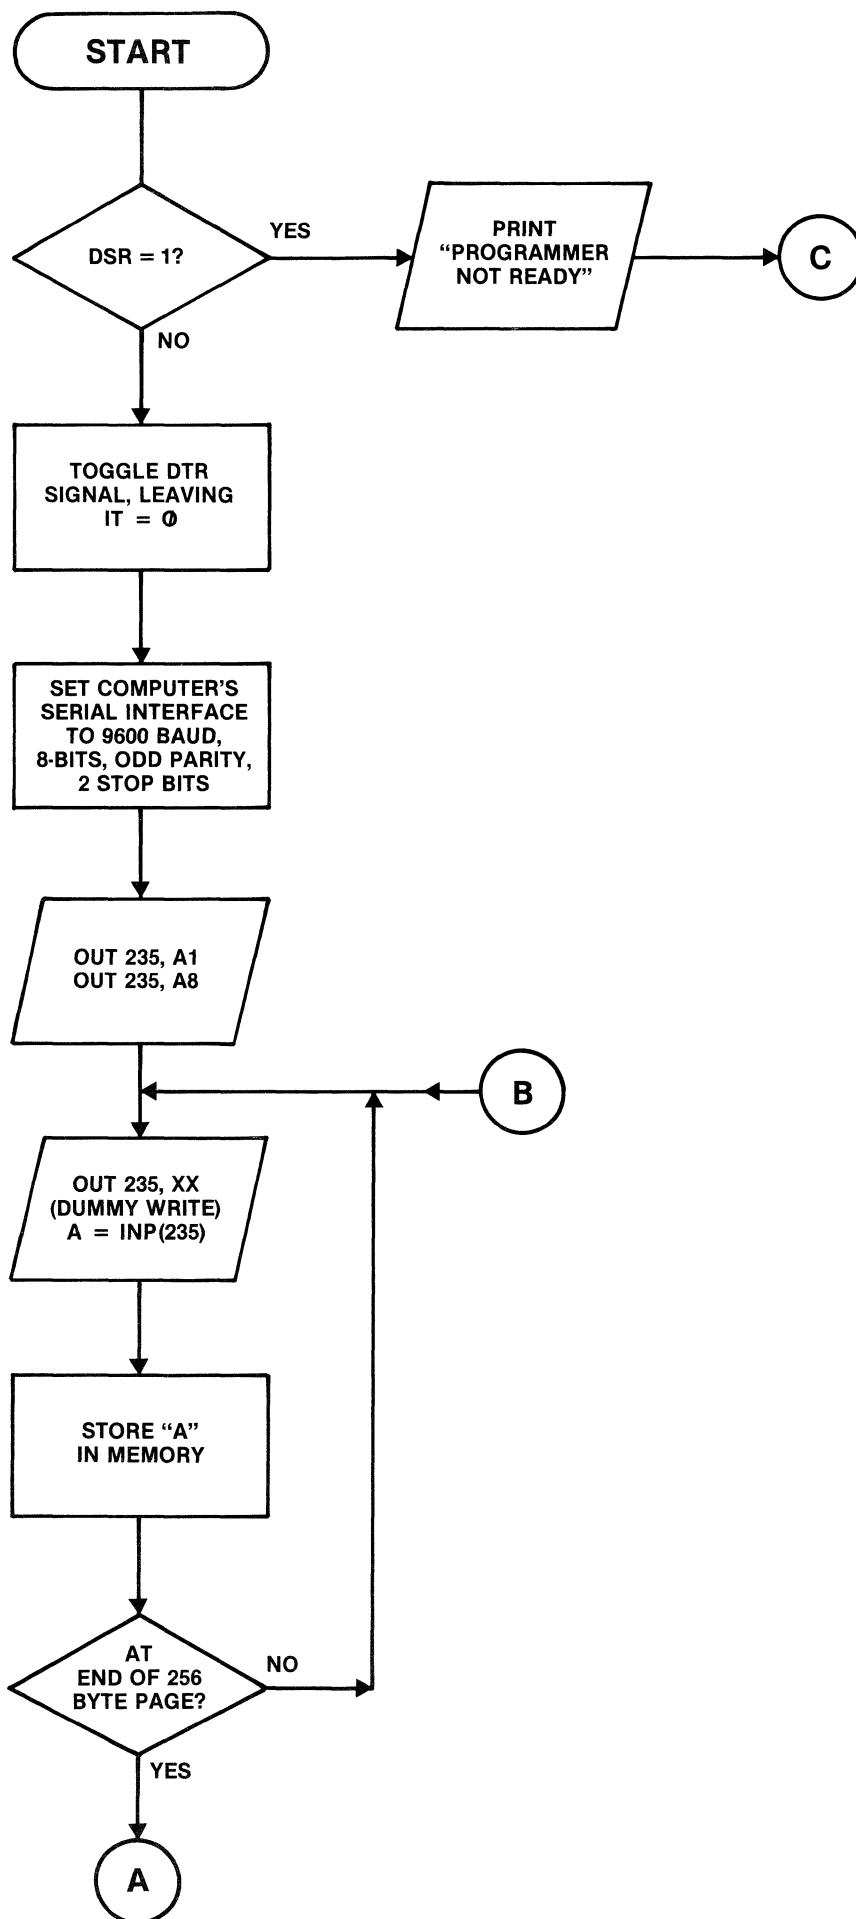 START
DSR = 1?
YES
PRINT
“PROGRAMMER
NOT READY”
C
NO
TOGGLE DTR
SIGNAL, LEAVING
IT = 0
SET COMPUTER’S
SERIAL INTERFACE
TO 9600 BAUD,
8-BITS, ODD PARITY,
2 STOP BITS
OUT 235, A1
OUT 235, A8
B
OUT 235, XX
(DUMMY WRITE)
A = INP(235)
STORE “A”
IN MEMORY
AT
END OF 256
BYTE PAGE?
NO
YES
A